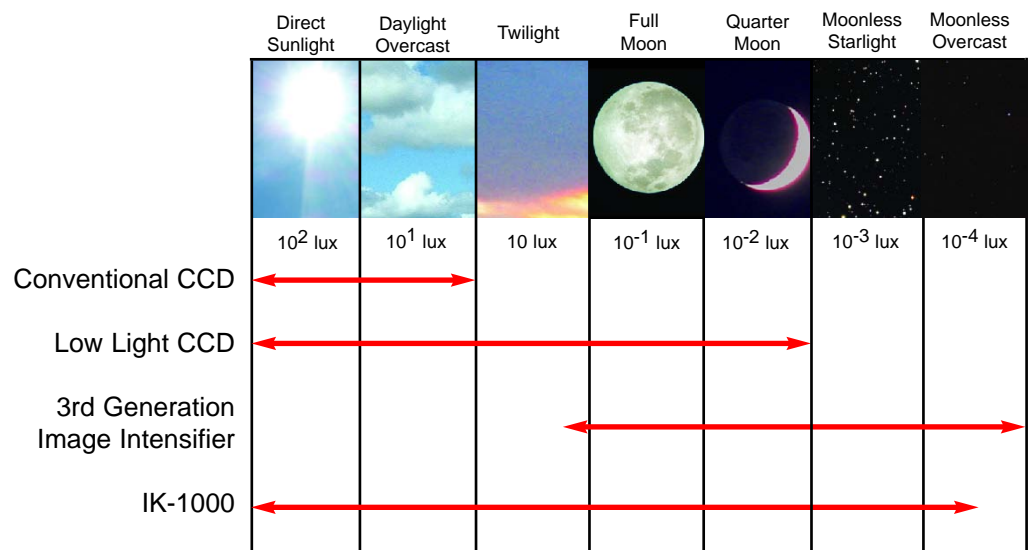 Direct Sunlight
Daylight Overcast
Twilight
Full Moon
Quarter Moon
Moonless Starlight
Moonless Overcast
10² lux
10¹ lux
10 lux
10⁻¹ lux
10⁻² lux
10⁻³ lux
10⁻⁴ lux
Conventional CCD
Low Light CCD
3rd Generation
Image Intensifier
IK-1000